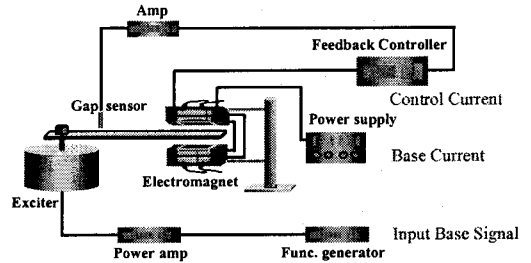 Amp
Feedback Controller
Control Current
Gap sensor
Power supply
Base Current
Electromagnet
Exciter
Input Base Signal
Power amp
Func. generator